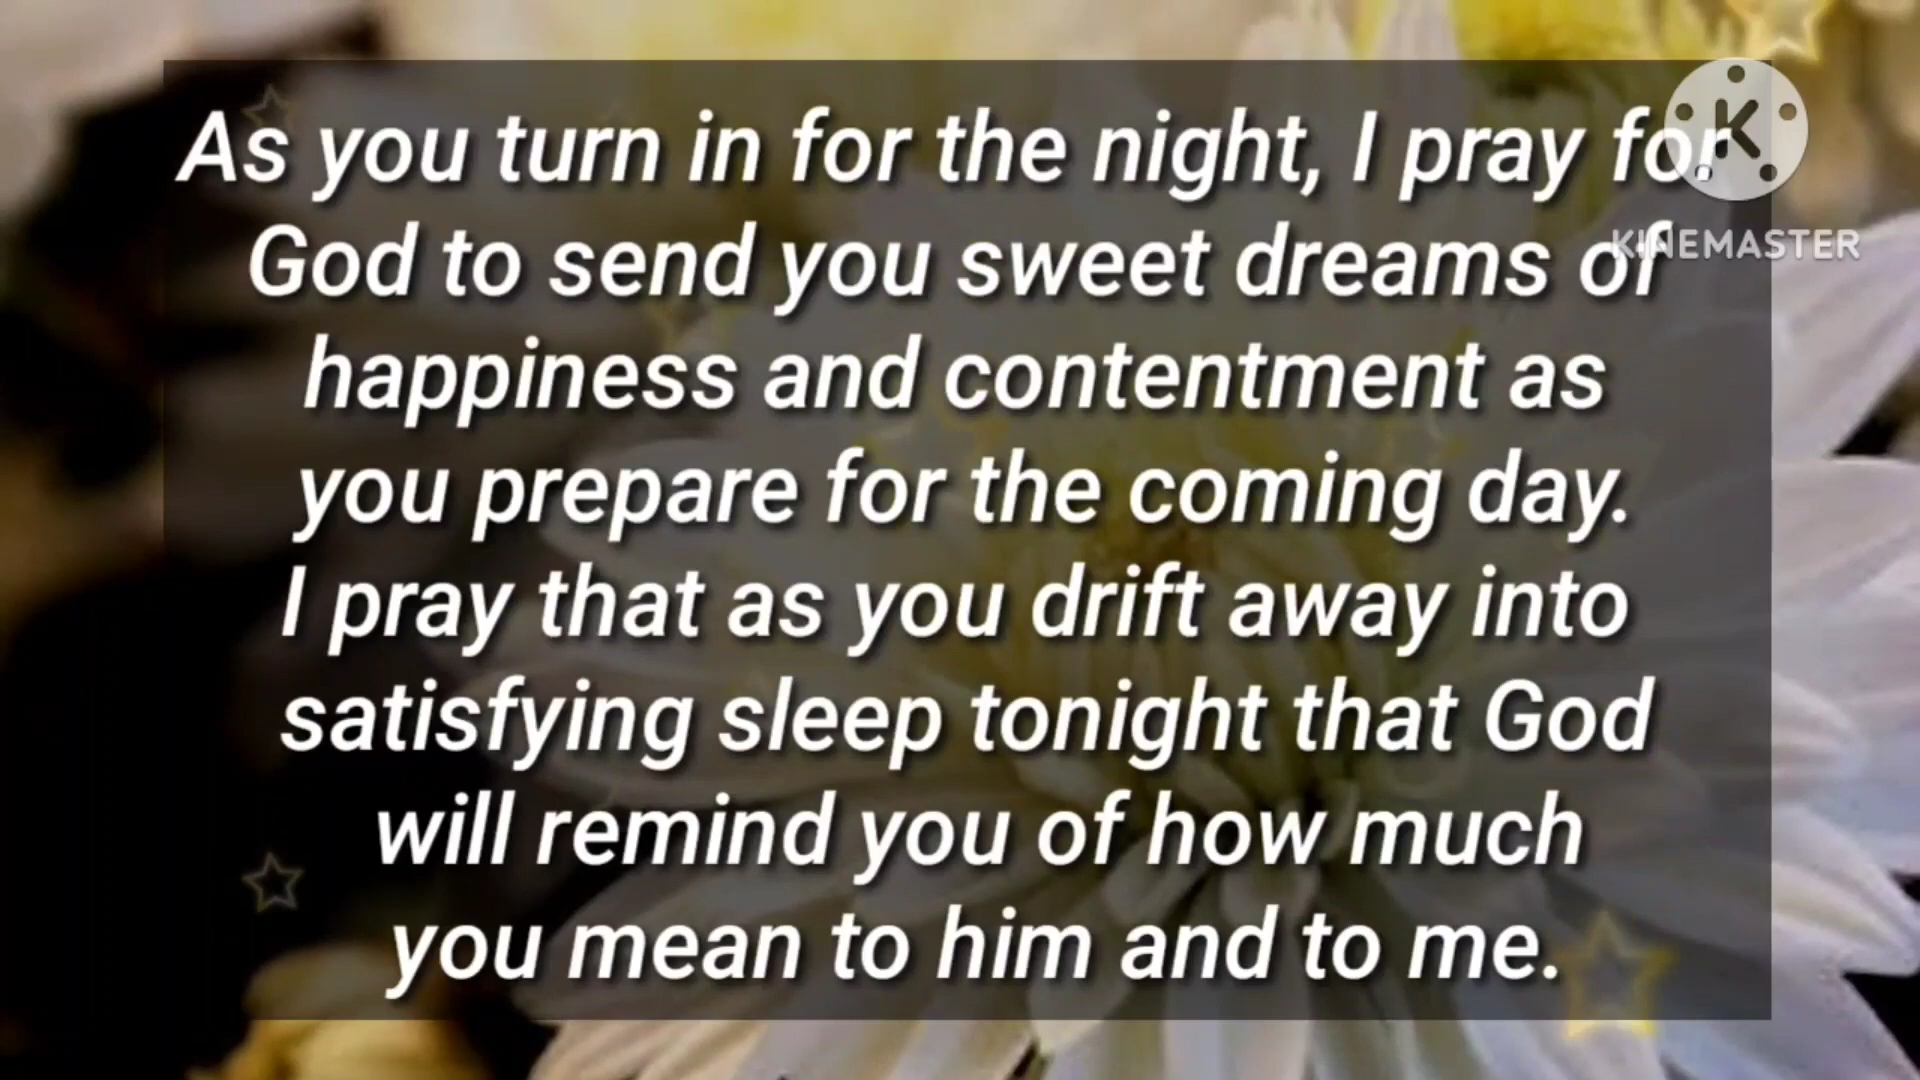 As you turn in for the night, I pray for
God to send you sweet dreams of
happiness and contentment as
you prepare for the coming day.
I pray that as you drift away into
satisfying sleep tonight that God
will remind you of how much
you mean to him and to me.
K
KINEMASTER